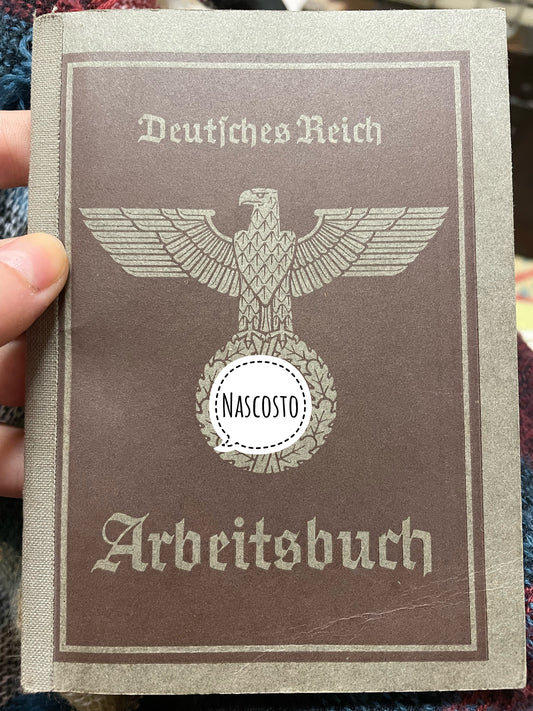 Deutſches Reich
NASCOSTO
Arbeitsbuch